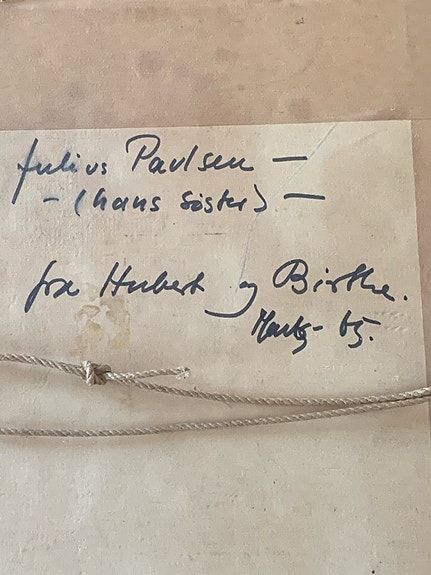 Julius Paulsen —
– (hans søster) —
fra Hubert og Birthe.
Marts- 65.